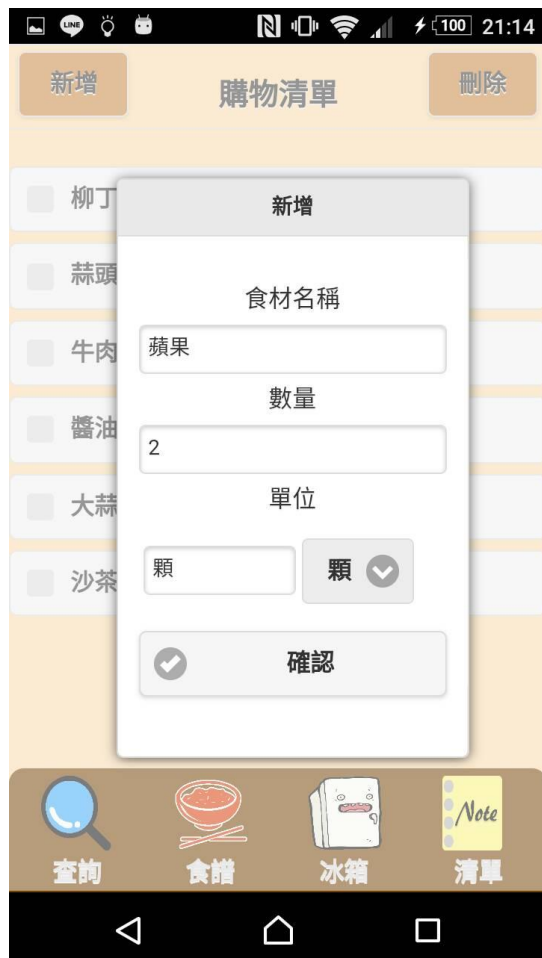 LINE
100 21:14
新增 購物清單 刪除
柳丁
蒜頭
牛肉
醬油
大蒜
沙茶
新增
食材名稱
蘋果
數量
2
單位
顆 顆
確認
Note
查詢 食譜 冰箱 清單